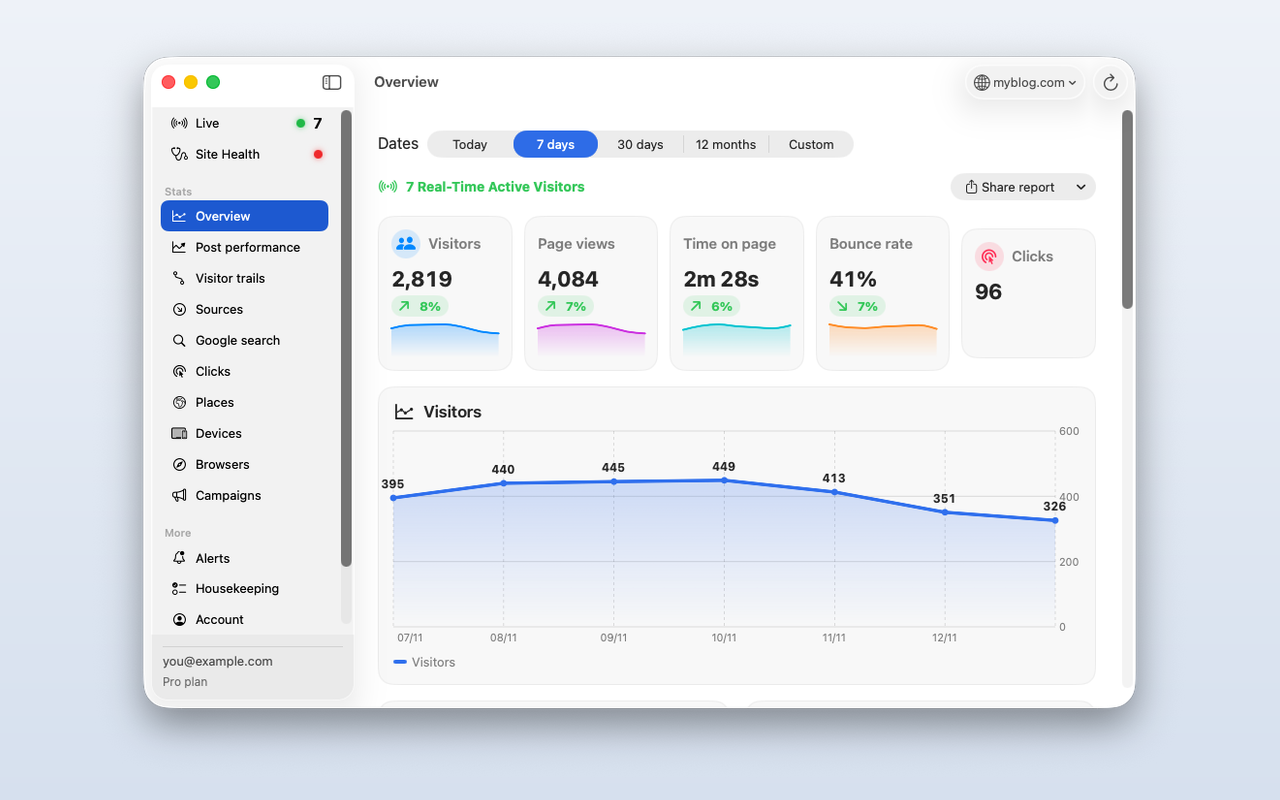 Overview
myblog.com
Live 7
Site Health
Stats
Overview
Post performance
Visitor trails
Sources
Google search
Clicks
Places
Devices
Browsers
Campaigns
More
Alerts
Housekeeping
Account
you@example.com
Pro plan
Dates Today 7 days 30 days 12 months Custom
7 Real-Time Active Visitors
Share report
Visitors
2,819
8%
Page views
4,084
7%
Time on page
2m 28s
6%
Bounce rate
41%
7%
Clicks
96
Visitors
600
400
200
0
395 440 445 449 413 351 326
07/11 08/11 09/11 10/11 11/11 12/11
Visitors